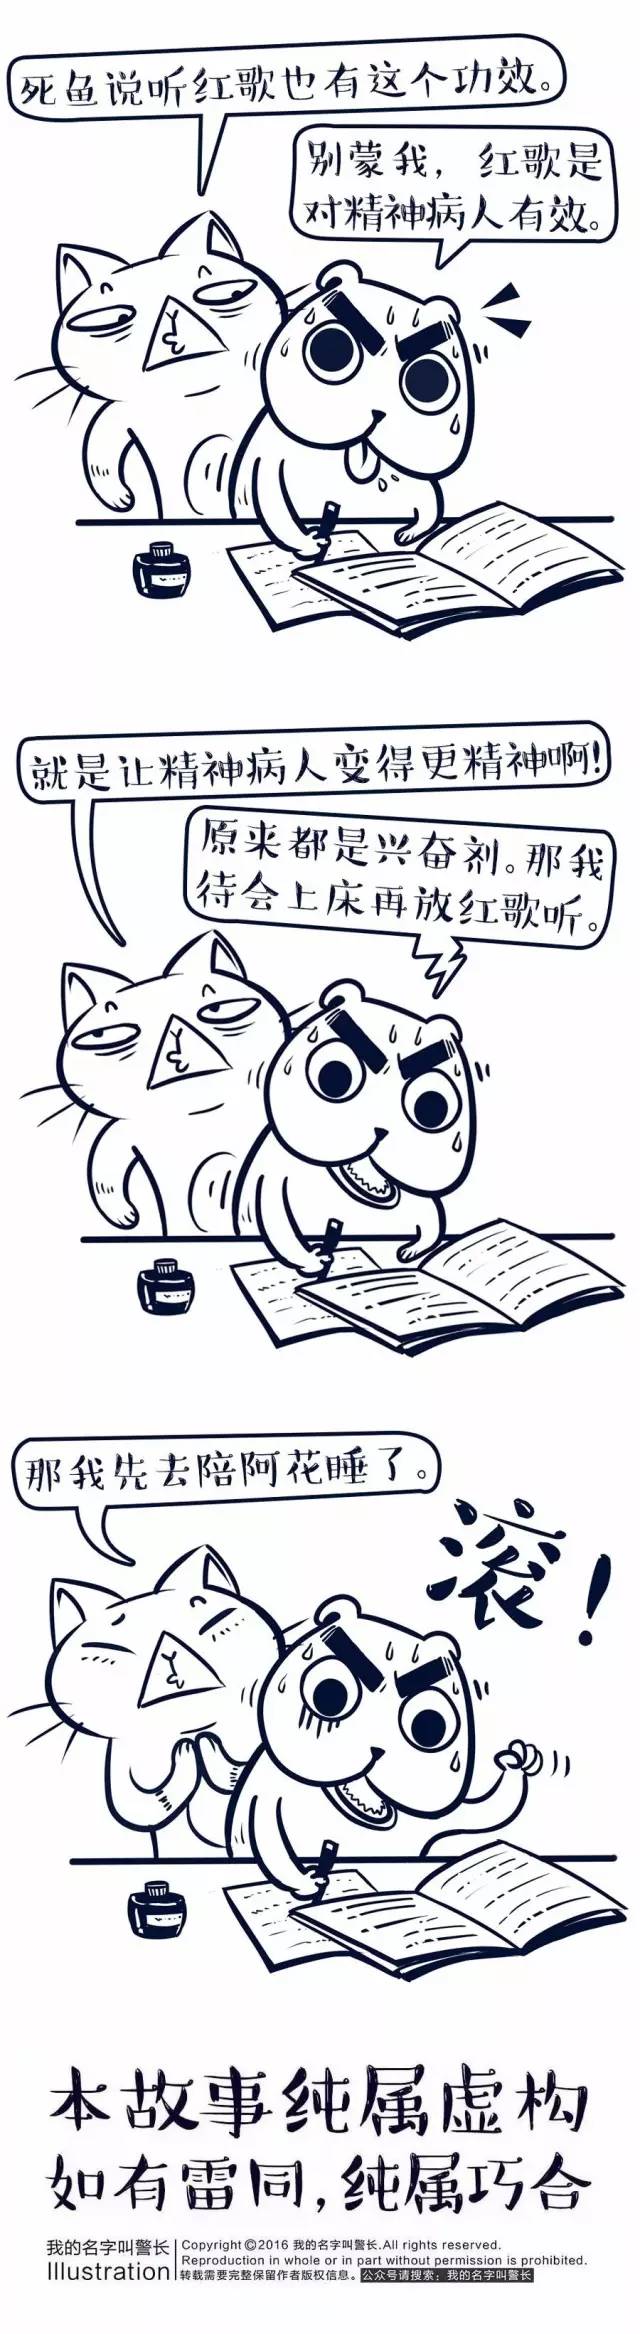 死鱼说听红歌也有这个功效。
别蒙我，红歌是
对精神病人有效。
就是让精神病人变得更精神啊!
原来都是兴奋剂。那我
待会上床再放红歌听。
那我先去陪阿花睡了。
滚！
本故事纯属虚构
如有雷同,纯属巧合
我的名字叫警长
Illustration
Copyright ©2016 我的名字叫警长.All rights reserved.
Reproduction in whole or in part without permission is prohibited.
转载需要完整保留作者版权信息。公众号请搜索：我的名字叫警长